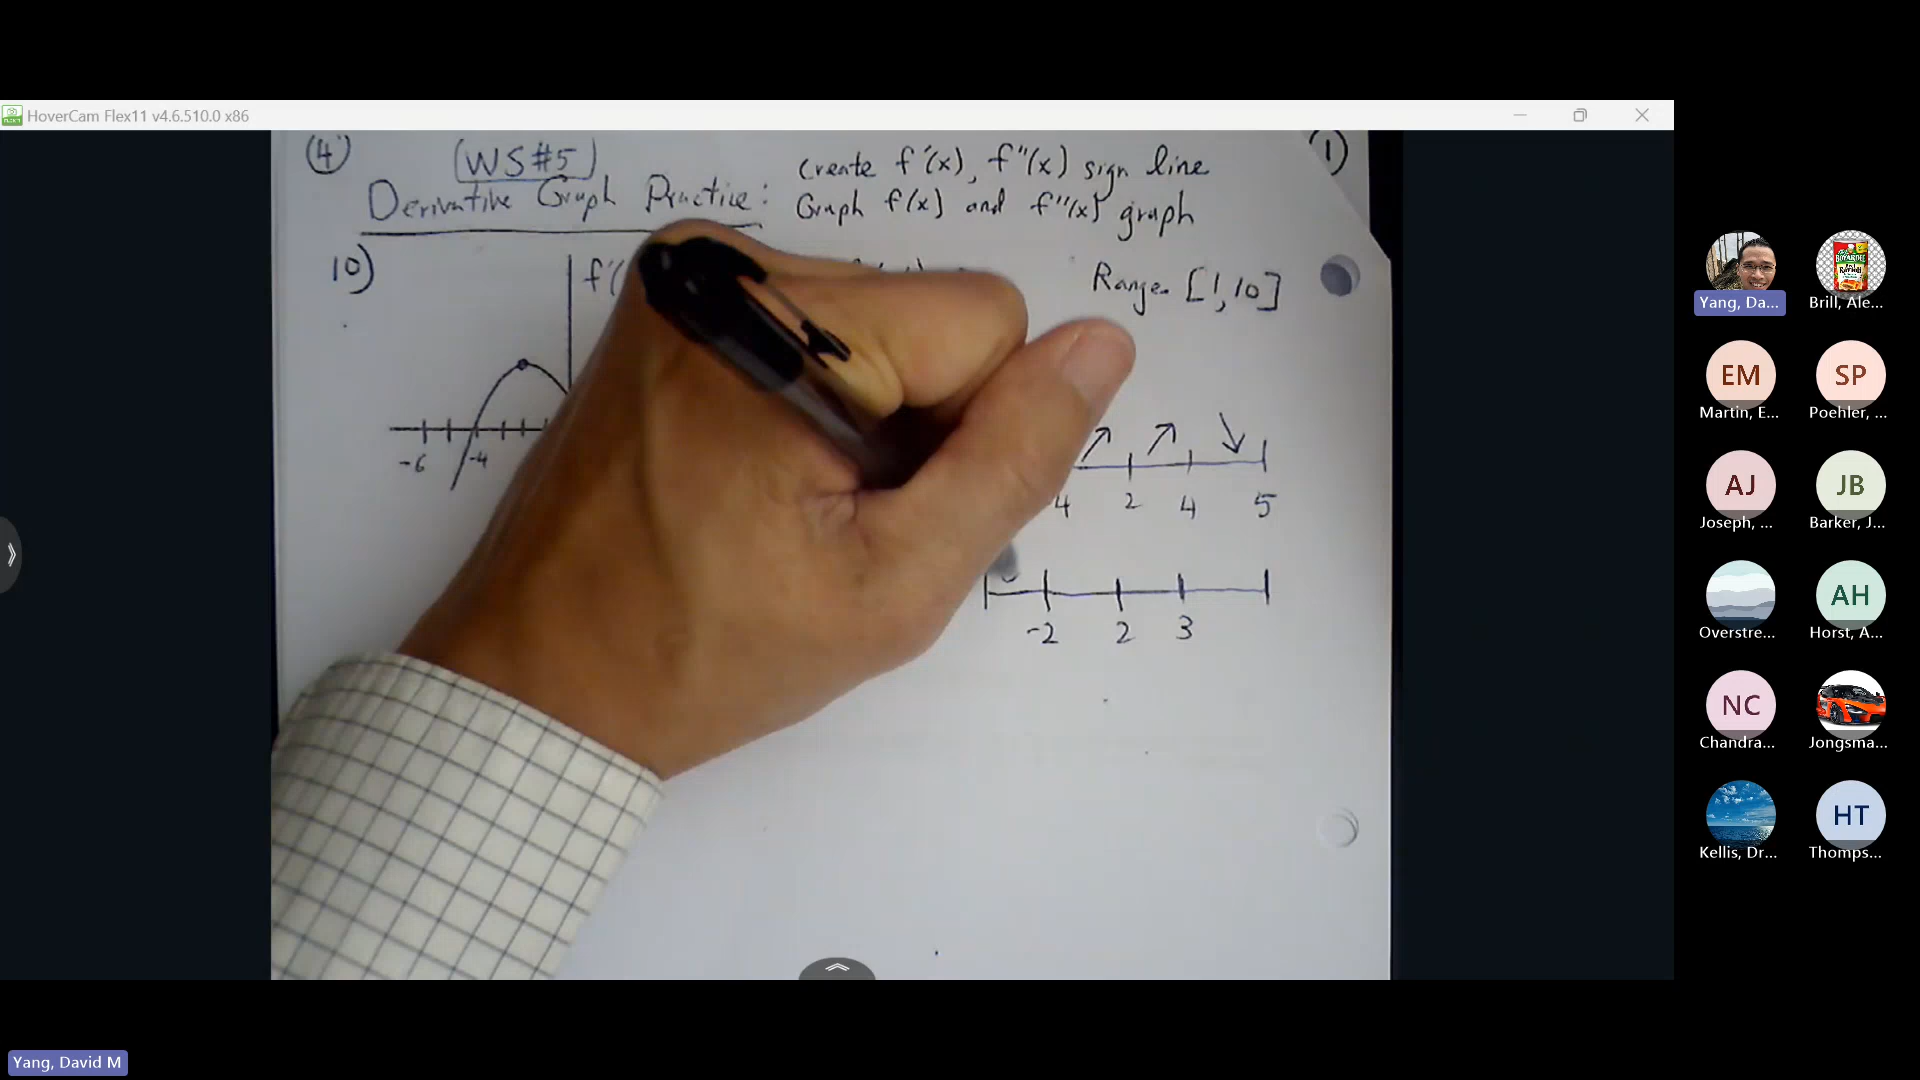 HoverCam Flex11 v4.6.510.0 x86
(4)
(WS#5)
Derivative Graph Practice:
Create f'(x), f"(x) sign line
Graph f(x) and f"(x) graph
(1)
10)
f'(
Range [1,10]
-6
-4
4 2 4 5
-2 2 3
Yang, Da...
Brill, Ale...
EM
Martin, E...
SP
Poehler, ...
AJ
Joseph, ...
JB
Barker, J...
Overstre...
AH
Horst, A...
NC
Chandra...
Jongsma...
Kellis, Dr...
HT
Thomps...
Yang, David M